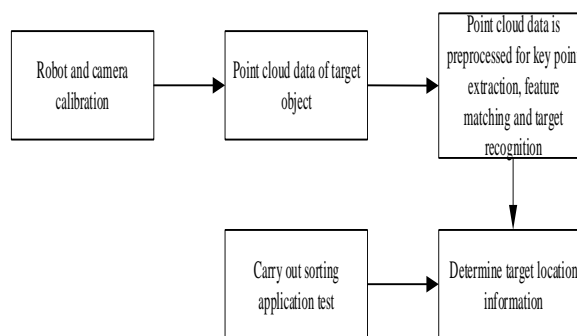 Robot and camera
calibration
Point cloud data of target
object
Point cloud data is
preprocessed for key point
extraction, feature
matching and target
recognition
Carry out sorting
application test
Determine target location
information